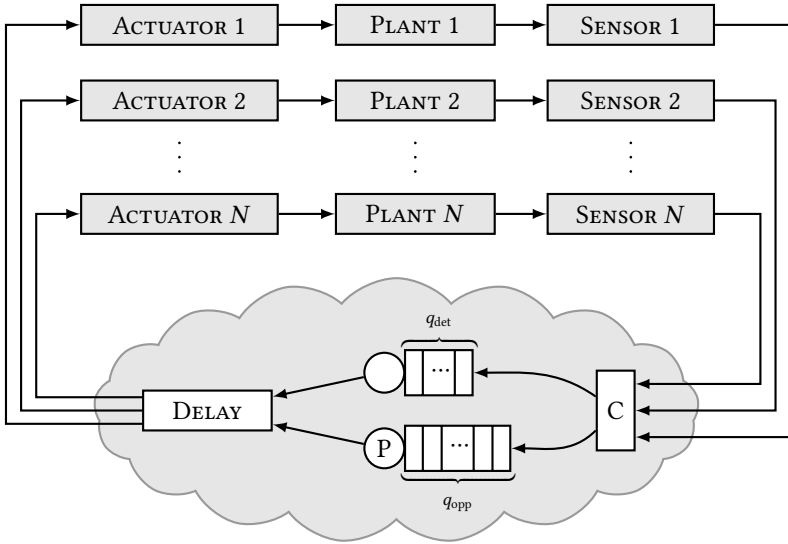 ACTUATOR 1 PLANT 1 SENSOR 1
ACTUATOR 2 PLANT 2 SENSOR 2
⋮ ⋮ ⋮
ACTUATOR N PLANT N SENSOR N
q_det
...
DELAY C
P ...
q_opp